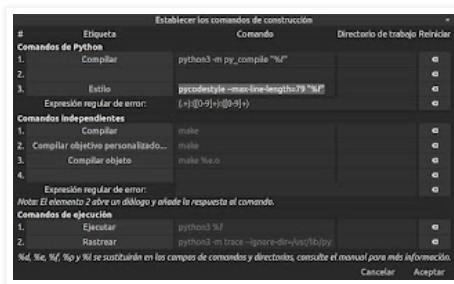 Establecer los comandos de construcción
# Etiqueta Comando Directorio de trabajo Reiniciar
Comandos de Python
1. Compilar python3 -m py_compile "%f"
2.
3. Estilo pycodestyle --max-line-length=79 "%f"
Expresión regular de error: (.+):([0-9]+):([0-9]+)
Comandos independientes
1. Compilar make
2. Compilar objetivo personalizado... make
3. Compilar objeto make %e.o
4.
Expresión regular de error:
Nota: El elemento 2 abre un diálogo y añade la respuesta al comando.
Comandos de ejecución
1. Ejecutar python3 "%f"
2. Rastrear python3 -m trace --ignore-dir=/usr/lib/py
%d, %e, %f, %p y %l se sustituirán en los campos de comandos y directorios, consulte el manual para más información.
Cancelar Aceptar